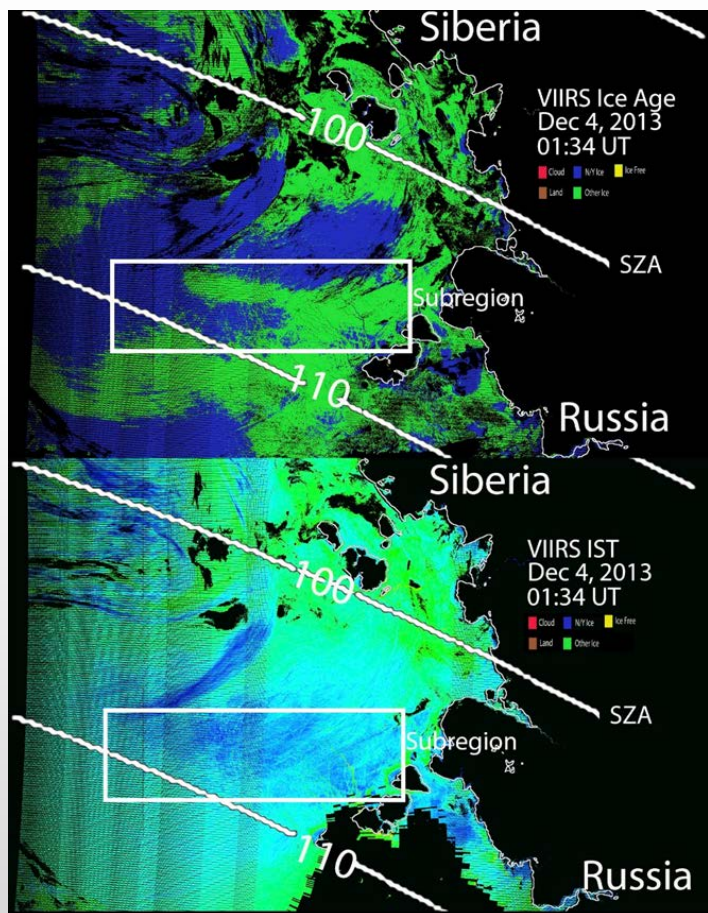 Siberia
VIIRS Ice Age
Dec 4, 2013
01:34 UT
Cloud N/Y Ice Ice Free
Land Other Ice
100
SZA
Subregion
110
Russia
Siberia
VIIRS IST
Dec 4, 2013
01:34 UT
Cloud N/Y Ice Ice Free
Land Other Ice
100
SZA
Subregion
110
Russia